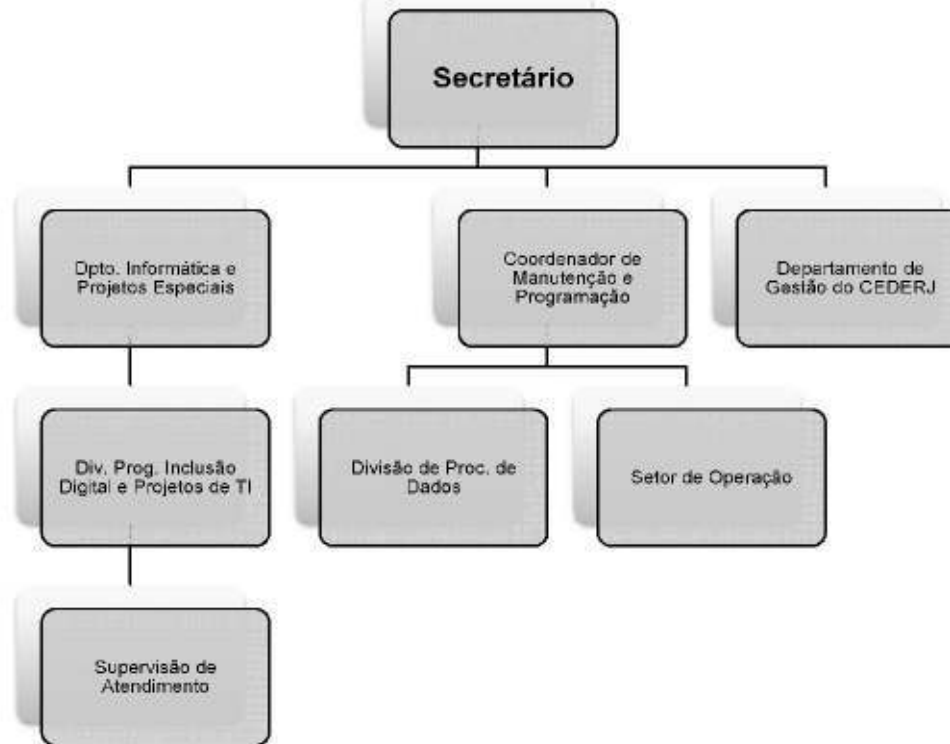 Secretário
Dpto. Informática e
Projetos Especiais
Coordenador de
Manutenção e
Programação
Departamento de
Gestão do CEDERJ
Div. Prog. Inclusão
Digital e Projetos de TI
Divisão de Proc. de
Dados
Setor de Operação
Supervisão de
Atendimento